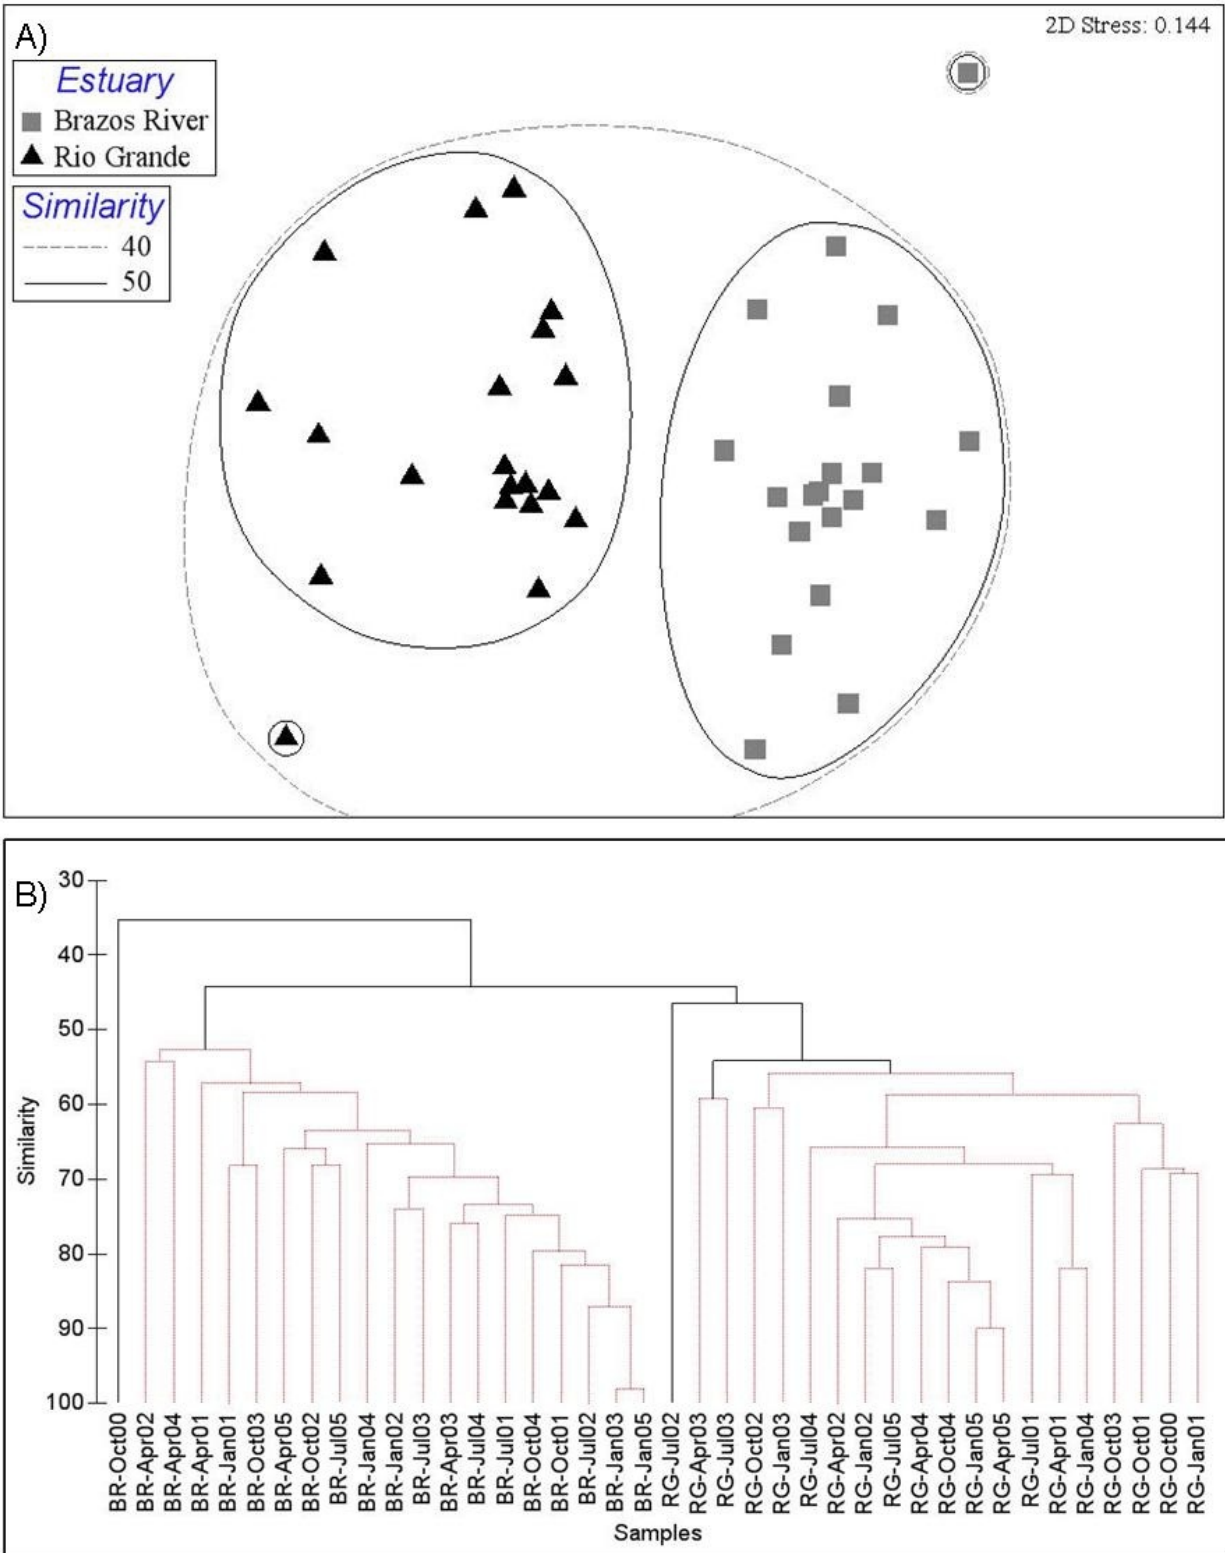 A)
2D Stress: 0.144
Estuary
Brazos River
Rio Grande
Similarity
40
50
B)
30
40
50
60
70
80
90
100
Similarity
BR-Oct00
BR-Apr02
BR-Apr04
BR-Apr01
BR-Jan01
BR-Oct03
BR-Apr05
BR-Oct02
BR-Jul05
BR-Jan04
BR-Jan02
BR-Jul03
BR-Apr03
BR-Jul04
BR-Jul01
BR-Oct04
BR-Oct01
BR-Jul02
BR-Jan03
BR-Jan05
RG-Jul02
RG-Apr03
RG-Jul03
RG-Oct02
RG-Jan03
RG-Jul04
RG-Apr02
RG-Jan02
RG-Jul05
RG-Apr04
RG-Oct04
RG-Jan05
RG-Apr05
RG-Jul01
RG-Apr01
RG-Jan04
RG-Oct03
RG-Oct01
RG-Oct00
RG-Jan01
Samples